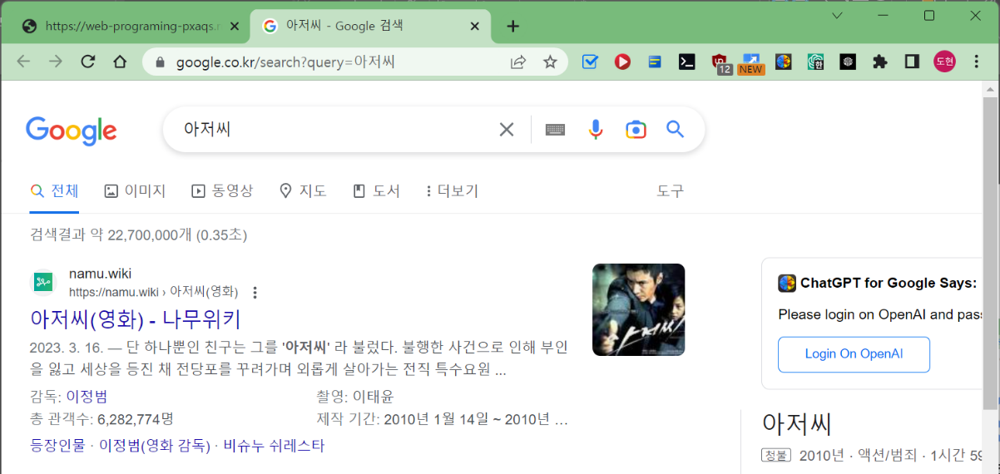 https://web-programing-pxaqs.
아저씨 - Google 검색
google.co.kr/search?query=아저씨
12
NEW
한
도현
Google
아저씨
전체
이미지
동영상
지도
도서
더보기
도구
검색결과 약 22,700,000개 (0.35초)
namu.wiki
https://namu.wiki › 아저씨(영화)
아저씨(영화) - 나무위키
2023. 3. 16. — 단 하나뿐인 친구는 그를 '아저씨' 라 불렀다. 불행한 사건으로 인해 부인
을 잃고 세상을 등진 채 전당포를 꾸려가며 외롭게 살아가는 전직 특수요원 ...
감독: 이정범
촬영: 이태윤
총 관객수: 6,282,774명
제작 기간: 2010년 1월 14일 ~ 2010년 ...
등장인물 · 이정범(영화 감독) · 비슈누 쉬레스타
아저씨
ChatGPT for Google Says:
Please login on OpenAI and pass
Login On OpenAI
아저씨
청불
2010년 · 액션/범죄 · 1시간 59